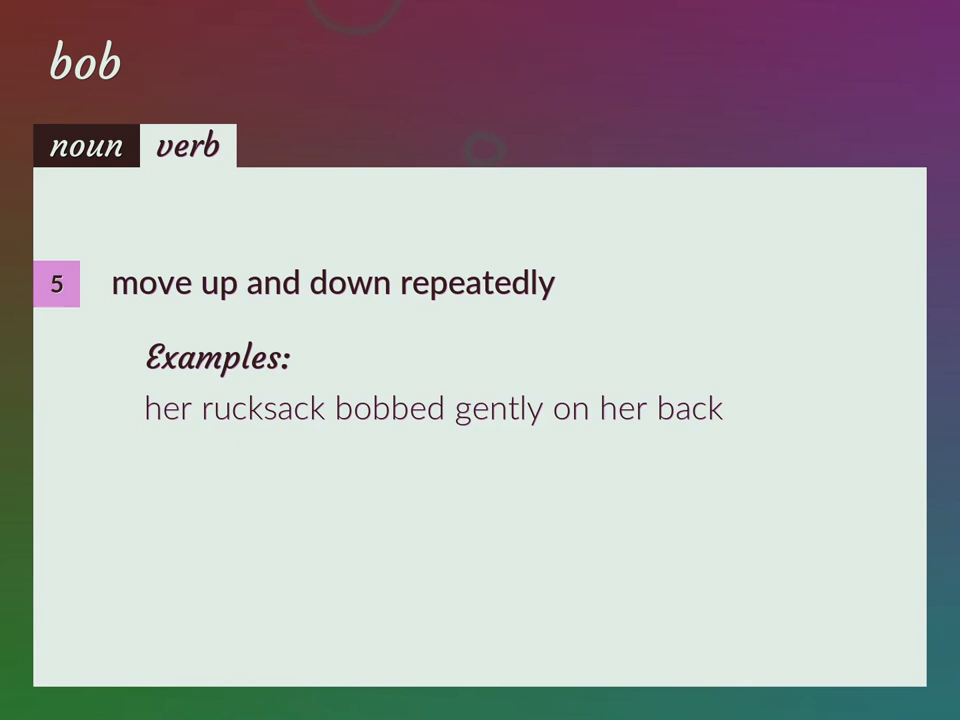 bob
noun verb
5 move up and down repeatedly
Examples:
her rucksack bobbed gently on her back